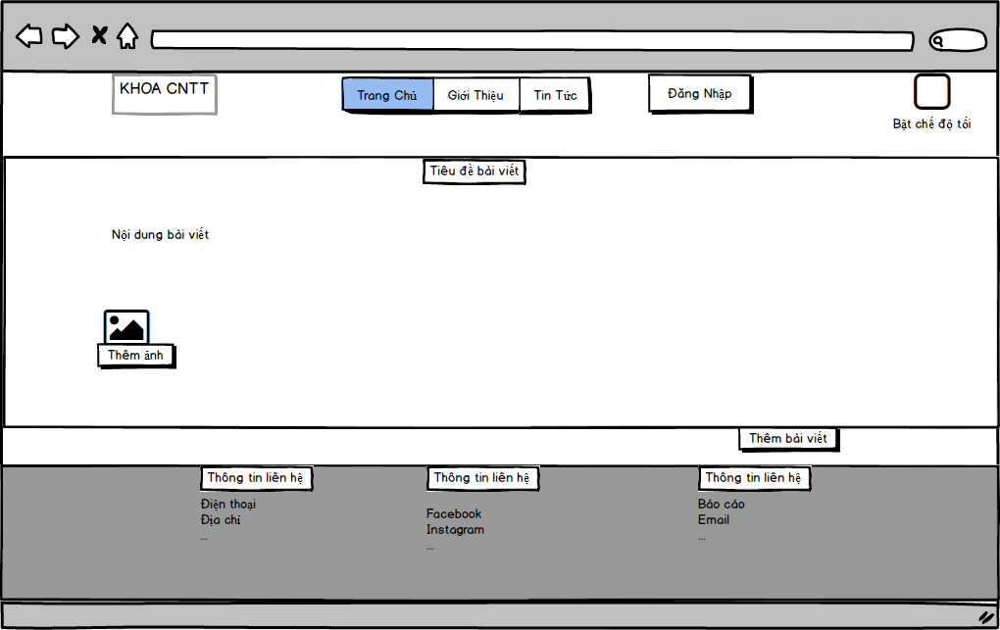 KHOA CNTT
Trang Chủ
Giới Thiệu
Tin Tức
Đăng Nhập
Bật chế độ tối
Tiêu đề bài viết
Nội dung bài viết
Thêm ảnh
Thêm bài viết
Thông tin liên hệ
Điện thoại
Địa chỉ
...
Thông tin liên hệ
Facebook
Instagram
...
Thông tin liên hệ
Báo cáo
Email
...